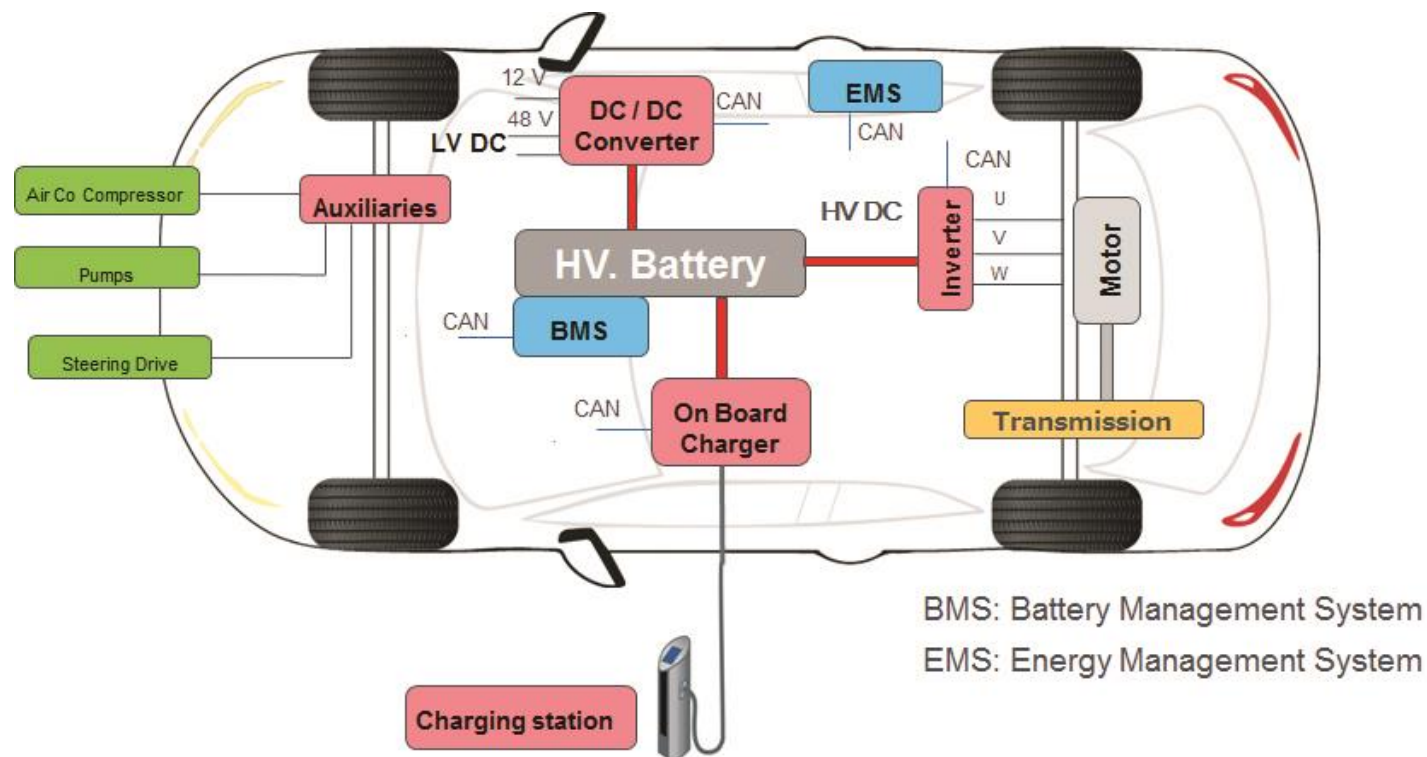 12 V
48 V
LV DC
DC / DC
Converter
CAN
EMS
CAN
CAN
Air Co Compressor
Auxiliaries
HV DC
Inverter
U
V
W
Motor
Pumps
HV. Battery
CAN
BMS
Steering Drive
CAN
On Board
Charger
Transmission
BMS: Battery Management System
EMS: Energy Management System
Charging station